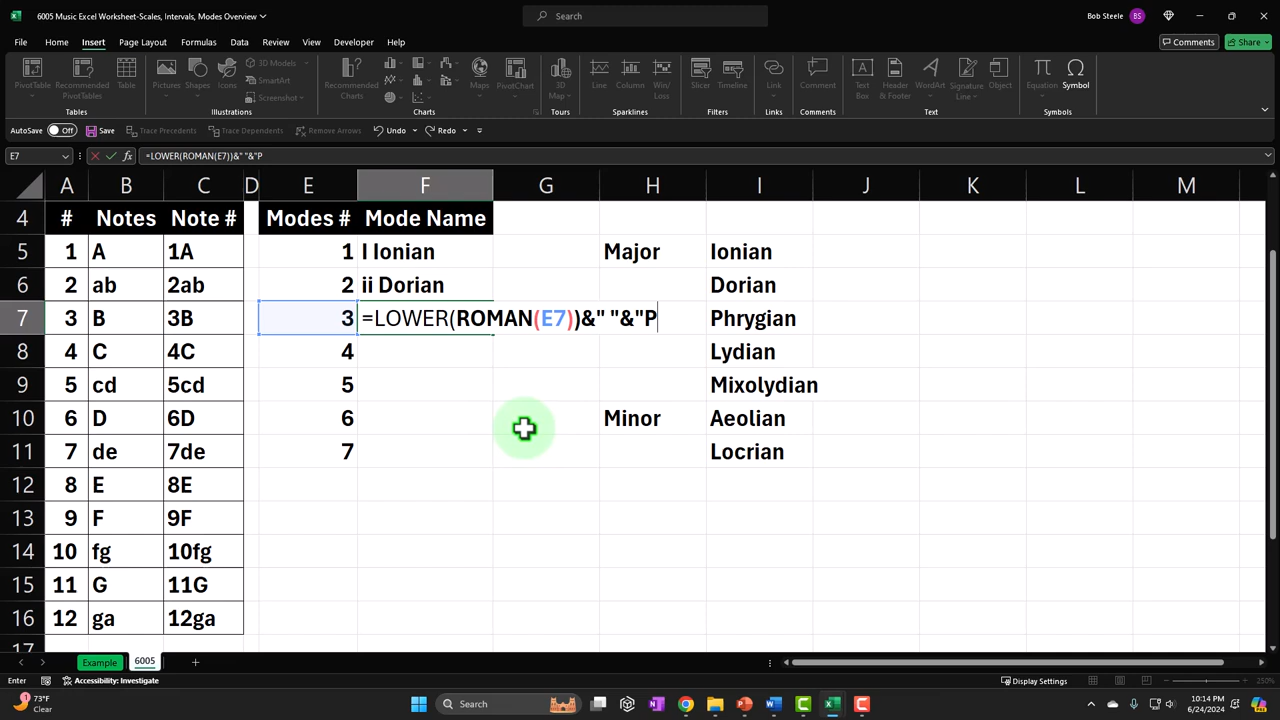 6005 Music Excel Worksheet-Scales, Intervals, Modes Overview
Search
Bob Steele BS
File Home Insert Page Layout Formulas Data Review View Developer Help
Comments Share
PivotTable Recommended PivotTables Table Pictures Shapes Icons 3D Models SmartArt Screenshot Recommended Charts Maps PivotChart 3D Map Line Column Win/Loss Slicer Timeline Link Comment Text Box Header & Footer WordArt Signature Line Object Equation Symbol
Tables Illustrations Charts Tours Sparklines Filters Links Comments Text Symbols
AutoSave Off Save Trace Precedents Trace Dependents Remove Arrows Undo Redo
E7 fx =LOWER(ROMAN(E7))&" "&"P
A B C D E F G H I J K L M
4 # Notes Note # Modes # Mode Name
5 1 A 1A 1 I Ionian Major Ionian
6 2 ab 2ab 2 ii Dorian Dorian
7 3 B 3B 3 =LOWER(ROMAN(E7))&" "&"P Phrygian
8 4 C 4C 4 Lydian
9 5 cd 5cd 5 Mixolydian
10 6 D 6D 6 Minor Aeolian
11 7 de 7de 7 Locrian
12 8 E 8E
13 9 F 9F
14 10 fg 10fg
15 11 G 11G
16 12 ga 12ga
17
Example 6005
Enter Accessibility: Investigate Display Settings 250%
1 73°F Clear Search 10:14 PM 6/24/2024